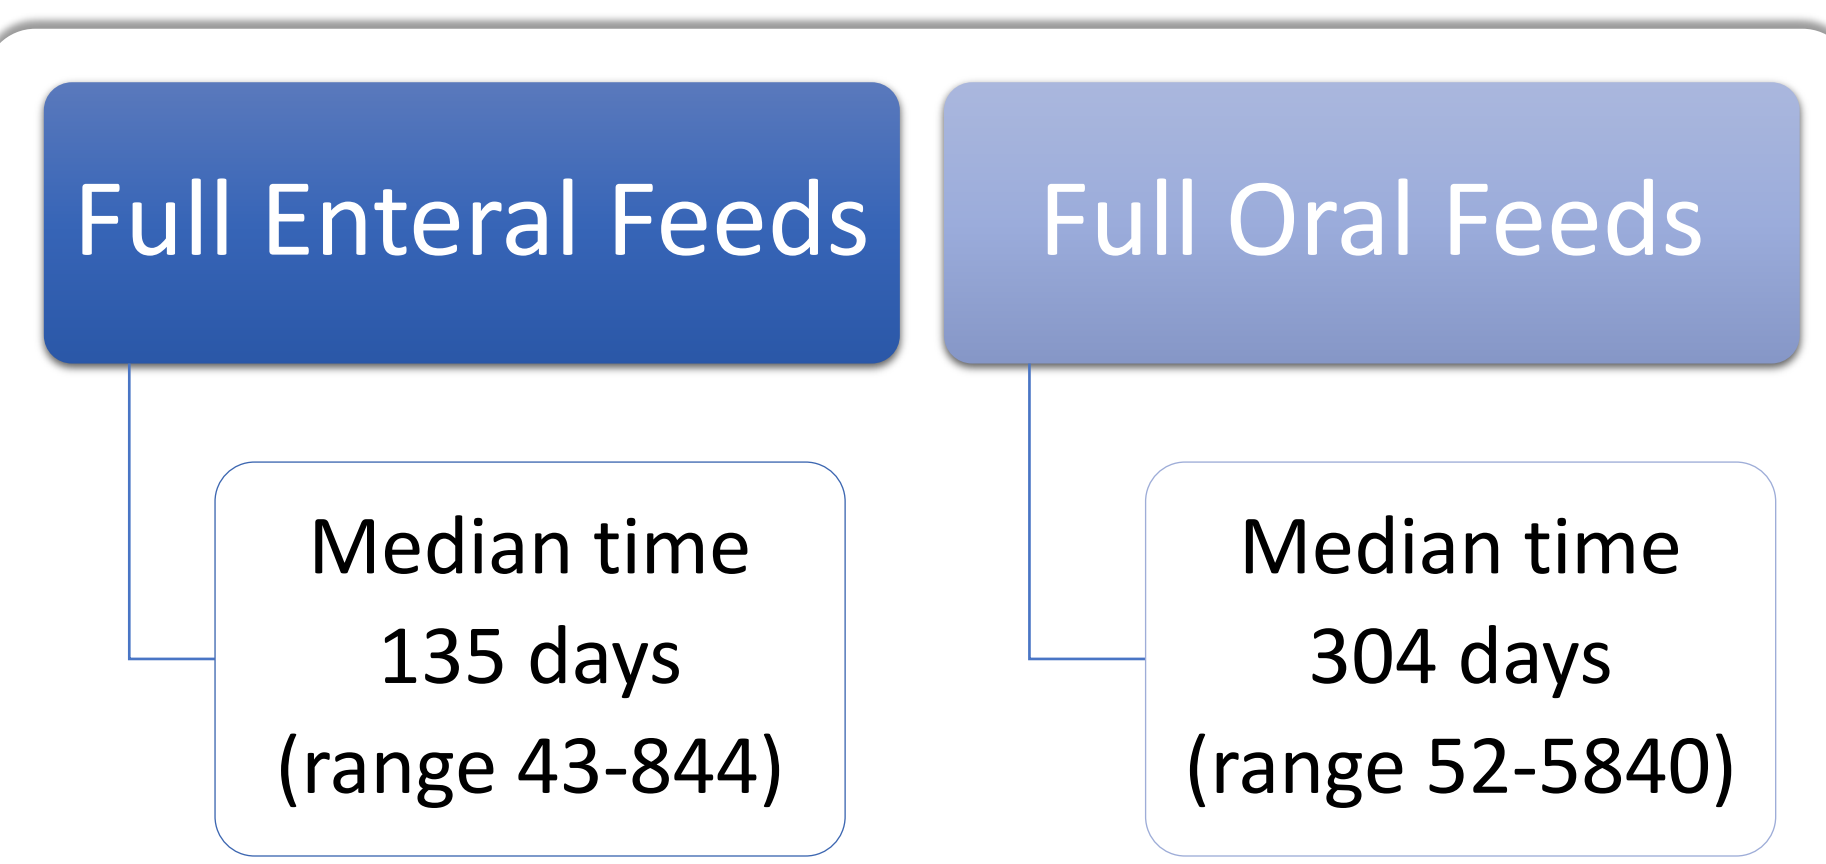 Full Enteral Feeds
Median time
135 days
(range 43-844)
Full Oral Feeds
Median time
304 days
(range 52-5840)